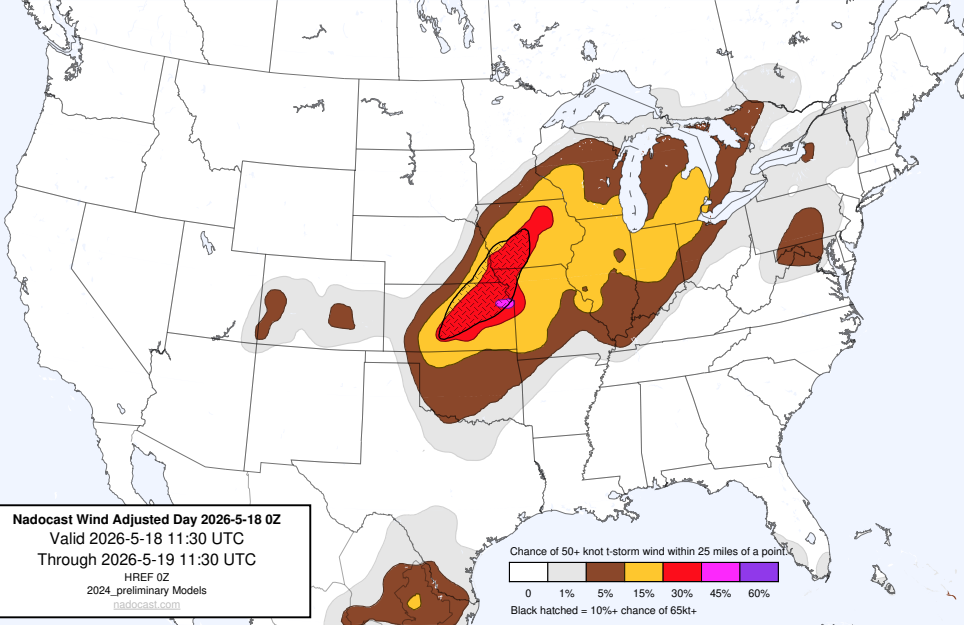 Nadocast Wind Adjusted Day 2026-5-18 0Z
Valid 2026-5-18 11:30 UTC
Through 2026-5-19 11:30 UTC
HREF 0Z
2024_preliminary Models
nadocast.com
Chance of 50+ knot t-storm wind within 25 miles of a point.
0 1% 5% 15% 30% 45% 60%
Black hatched = 10%+ chance of 65kt+